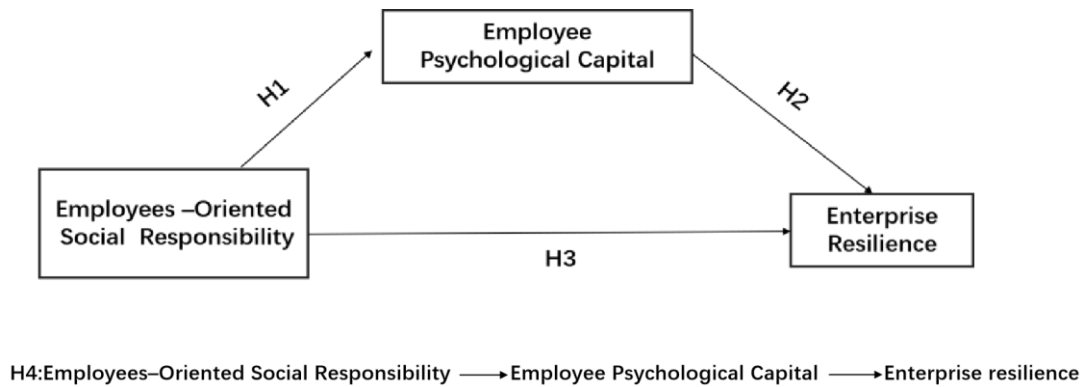 Employee
Psychological Capital
H1
H2
Employees –Oriented
Social Responsibility
Enterprise
Resilience
H3
H4:Employees–Oriented Social Responsibility ⟶ Employee Psychological Capital ⟶ Enterprise resilience